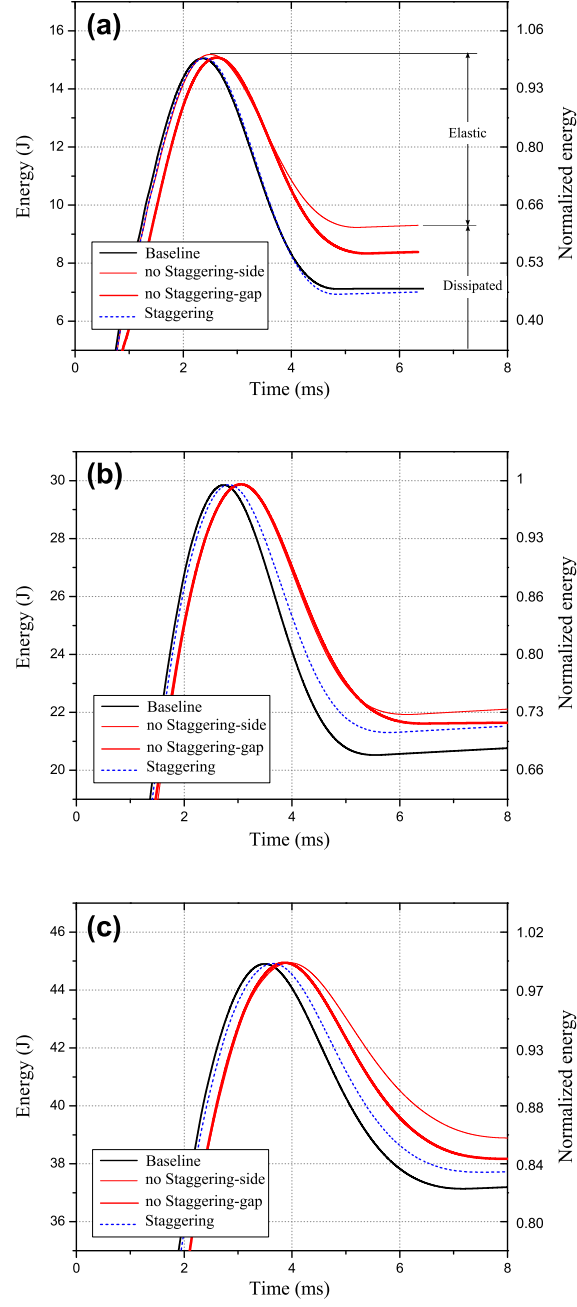 (a)
16
14
12
10
8
6
0
2
4
6
8
1.06
0.93
0.80
0.66
0.53
0.40
Energy (J)
Normalized energy
Time (ms)
Elastic
Dissipated
Baseline
no Staggering-side
no Staggering-gap
Staggering
(b)
30
28
26
24
22
20
0
2
4
6
8
1
0.93
0.86
0.80
0.73
0.66
Energy (J)
Normalized energy
Time (ms)
Baseline
no Staggering-side
no Staggering-gap
Staggering
(c)
46
44
42
40
38
36
0
2
4
6
8
1.02
0.97
0.93
0.88
0.84
0.80
Energy (J)
Normalized energy
Time (ms)
Baseline
no Staggering-side
no Staggering-gap
Staggering